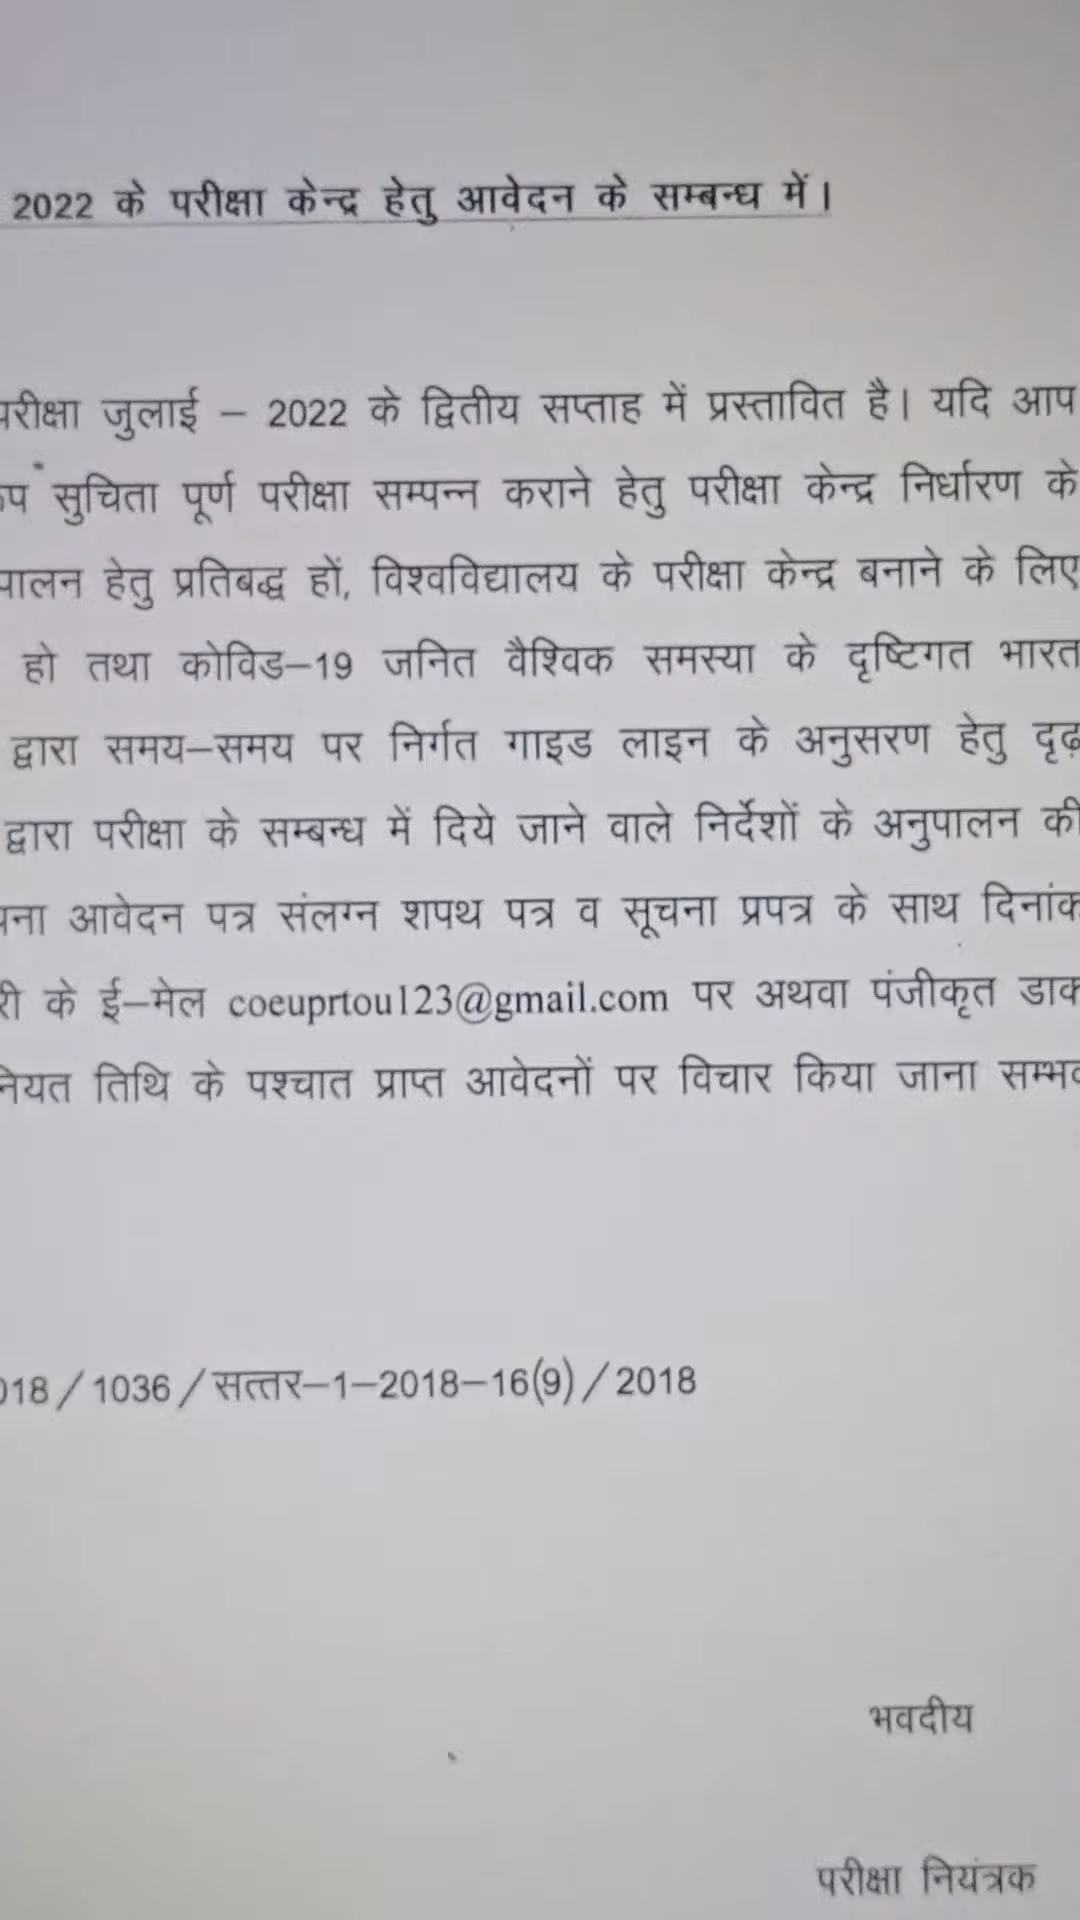 2022 के परीक्षा केन्द्र हेतु आवेदन के सम्बन्ध में।
परीक्षा जुलाई – 2022 के द्वितीय सप्ताह में प्रस्तावित है। यदि आप
सुचिता पूर्ण परीक्षा सम्पन्न कराने हेतु परीक्षा केन्द्र निर्धारण के
पालन हेतु प्रतिबद्ध हों, विश्वविद्यालय के परीक्षा केन्द्र बनाने के लिए
हो तथा कोविड–19 जनित वैश्विक समस्या के दृष्टिगत भारत
द्वारा समय–समय पर निर्गत गाइड लाइन के अनुसरण हेतु दृढ़
द्वारा परीक्षा के सम्बन्ध में दिये जाने वाले निर्देशों के अनुपालन की
आवेदन पत्र संलग्न शपथ पत्र व सूचना प्रपत्र के साथ दिनांक
के ई–मेल coeuprtou123@gmail.com पर अथवा पंजीकृत डाक
नियत तिथि के पश्चात प्राप्त आवेदनों पर विचार किया जाना सम्भव
018/1036/सत्तर–1–2018–16(9)/2018
भवदीय
परीक्षा नियंत्रक